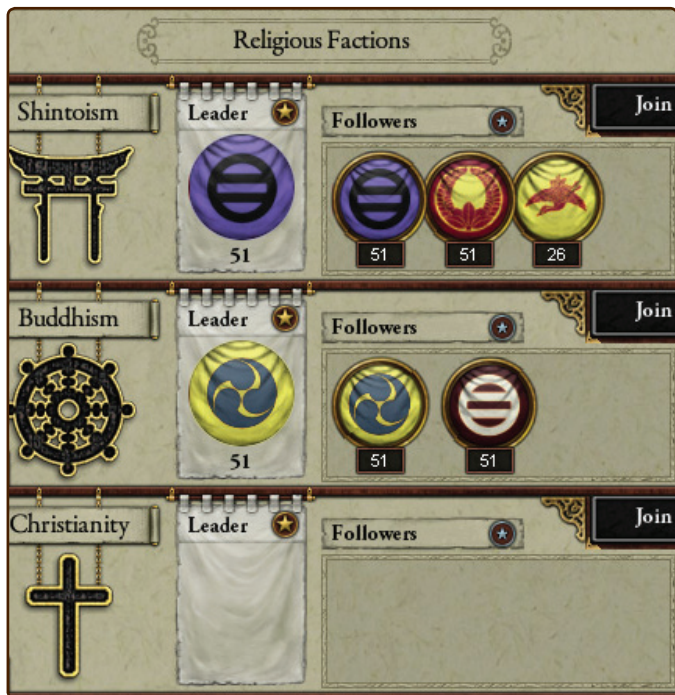 Religious Factions
Shintoism
Leader
51
Followers
51 51 26
Join
Buddhism
Leader
51
Followers
51 51
Join
Christianity
Leader
Followers
Join